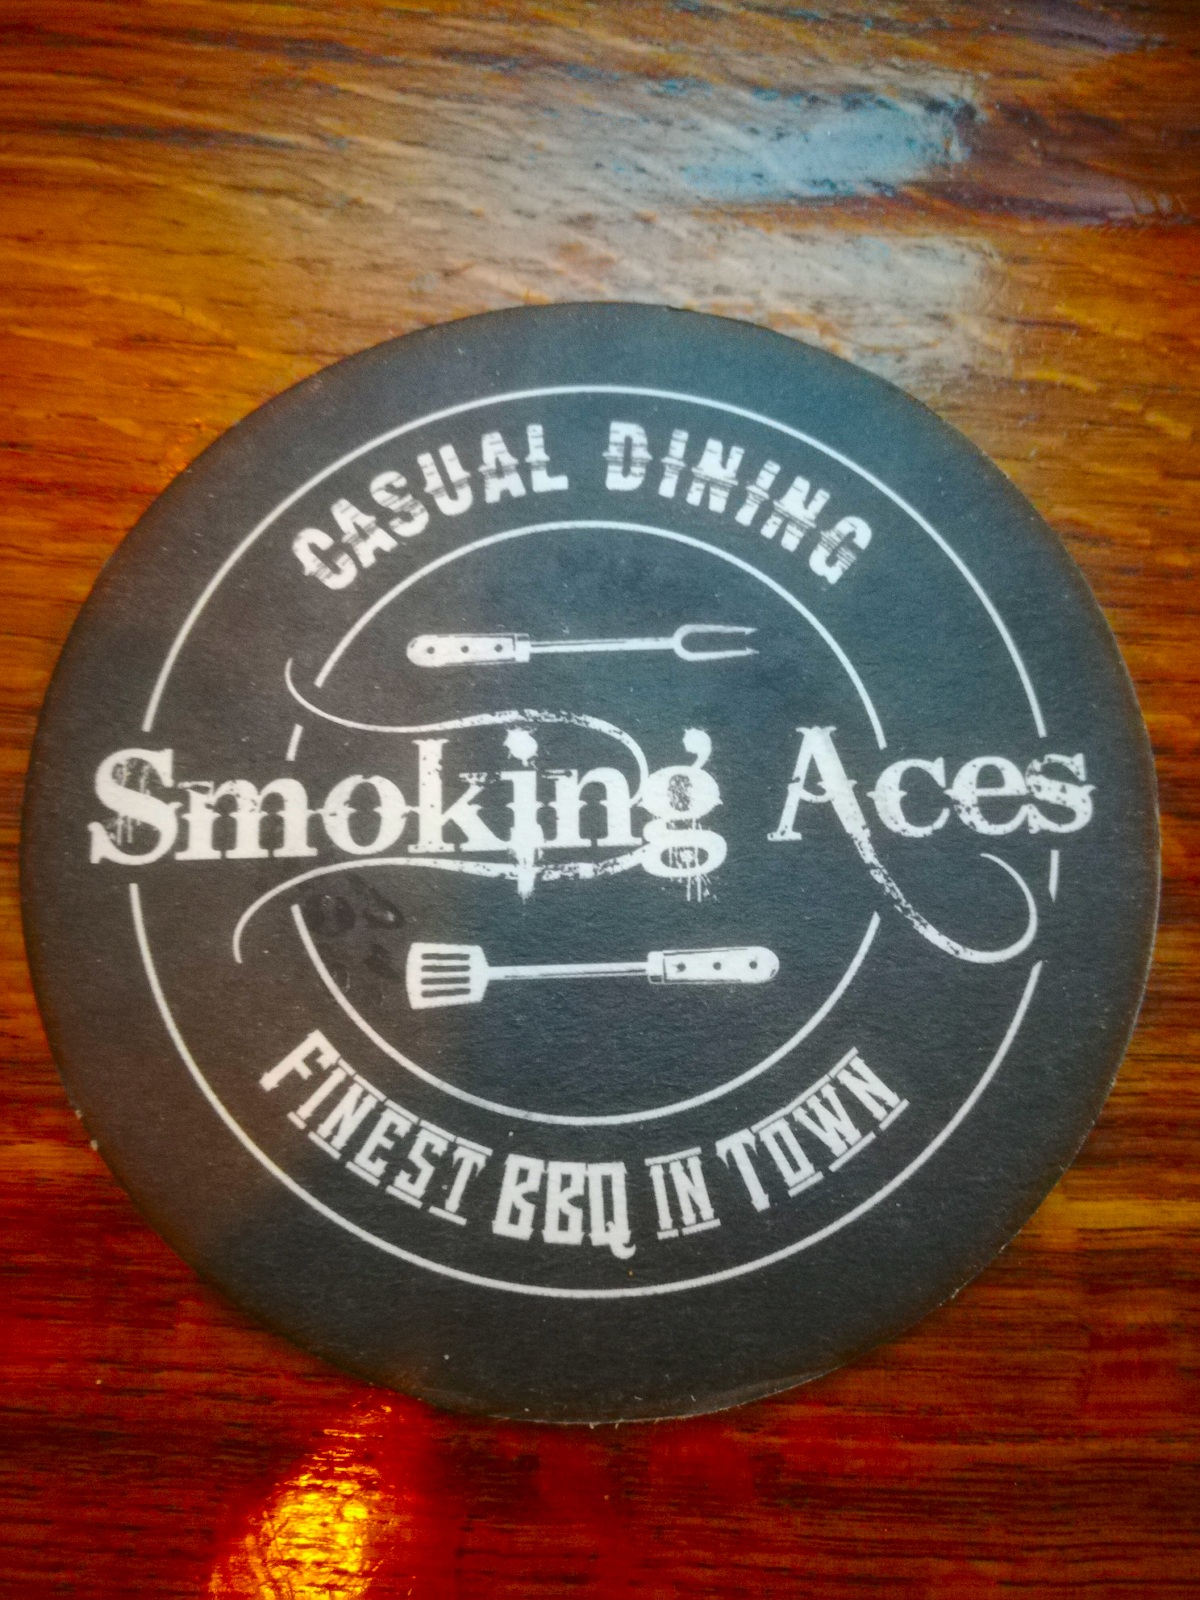 CASUAL DINING
Smoking Aces
FINEST BBQ IN TOWN